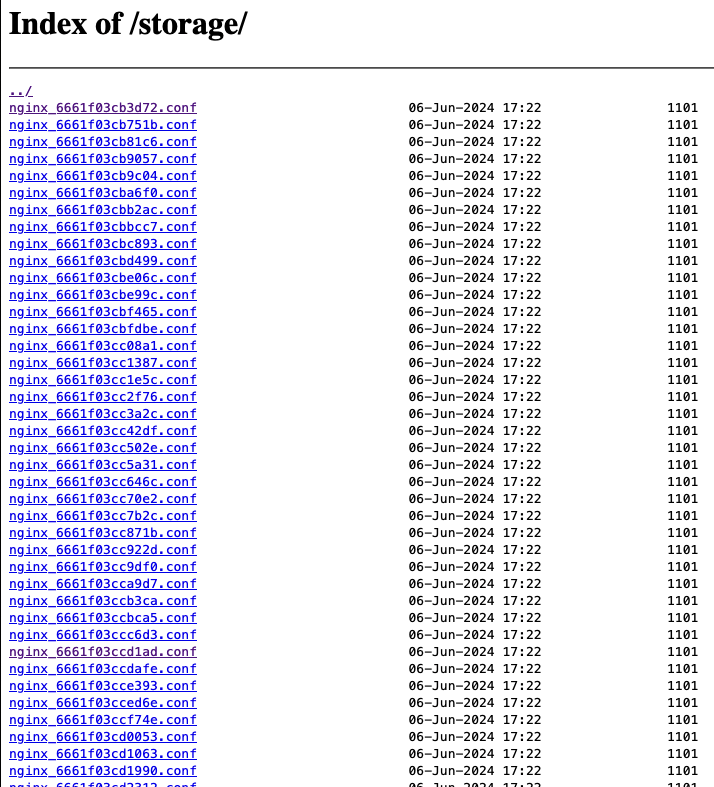 Index of /storage/
../
nginx_6661f03cb3d72.conf 06-Jun-2024 17:22 1101
nginx_6661f03cb751b.conf 06-Jun-2024 17:22 1101
nginx_6661f03cb81c6.conf 06-Jun-2024 17:22 1101
nginx_6661f03cb9057.conf 06-Jun-2024 17:22 1101
nginx_6661f03cb9c04.conf 06-Jun-2024 17:22 1101
nginx_6661f03cba6f0.conf 06-Jun-2024 17:22 1101
nginx_6661f03cbb2ac.conf 06-Jun-2024 17:22 1101
nginx_6661f03cbbcc7.conf 06-Jun-2024 17:22 1101
nginx_6661f03cbc893.conf 06-Jun-2024 17:22 1101
nginx_6661f03cbd499.conf 06-Jun-2024 17:22 1101
nginx_6661f03cbe06c.conf 06-Jun-2024 17:22 1101
nginx_6661f03cbe99c.conf 06-Jun-2024 17:22 1101
nginx_6661f03cbf465.conf 06-Jun-2024 17:22 1101
nginx_6661f03cbfdbe.conf 06-Jun-2024 17:22 1101
nginx_6661f03cc08a1.conf 06-Jun-2024 17:22 1101
nginx_6661f03cc1387.conf 06-Jun-2024 17:22 1101
nginx_6661f03cc1e5c.conf 06-Jun-2024 17:22 1101
nginx_6661f03cc2f76.conf 06-Jun-2024 17:22 1101
nginx_6661f03cc3a2c.conf 06-Jun-2024 17:22 1101
nginx_6661f03cc42df.conf 06-Jun-2024 17:22 1101
nginx_6661f03cc502e.conf 06-Jun-2024 17:22 1101
nginx_6661f03cc5a31.conf 06-Jun-2024 17:22 1101
nginx_6661f03cc646c.conf 06-Jun-2024 17:22 1101
nginx_6661f03cc70e2.conf 06-Jun-2024 17:22 1101
nginx_6661f03cc7b2c.conf 06-Jun-2024 17:22 1101
nginx_6661f03cc871b.conf 06-Jun-2024 17:22 1101
nginx_6661f03cc922d.conf 06-Jun-2024 17:22 1101
nginx_6661f03cc9df0.conf 06-Jun-2024 17:22 1101
nginx_6661f03cca9d7.conf 06-Jun-2024 17:22 1101
nginx_6661f03ccb3ca.conf 06-Jun-2024 17:22 1101
nginx_6661f03ccbca5.conf 06-Jun-2024 17:22 1101
nginx_6661f03ccc6d3.conf 06-Jun-2024 17:22 1101
nginx_6661f03ccd1ad.conf 06-Jun-2024 17:22 1101
nginx_6661f03ccdafe.conf 06-Jun-2024 17:22 1101
nginx_6661f03cce393.conf 06-Jun-2024 17:22 1101
nginx_6661f03cced6e.conf 06-Jun-2024 17:22 1101
nginx_6661f03ccf74e.conf 06-Jun-2024 17:22 1101
nginx_6661f03cd0053.conf 06-Jun-2024 17:22 1101
nginx_6661f03cd1063.conf 06-Jun-2024 17:22 1101
nginx_6661f03cd1990.conf 06-Jun-2024 17:22 1101